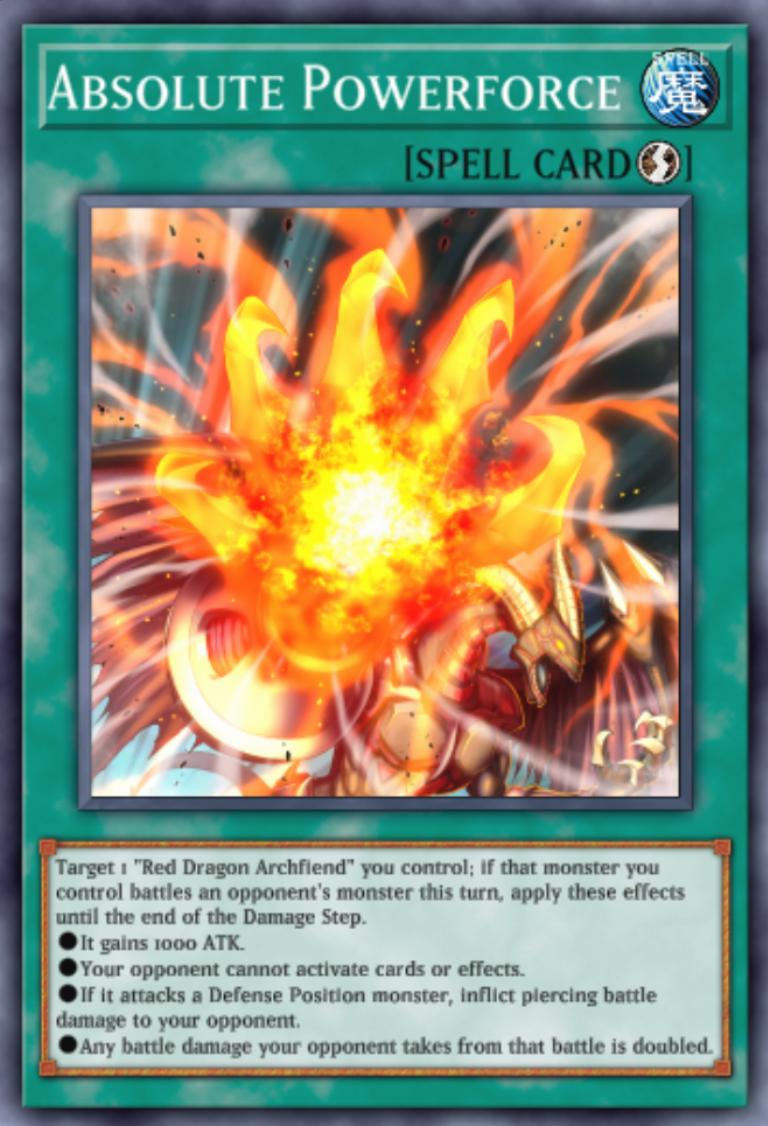 ABSOLUTE POWERFORCE
SPELL
魔
[SPELL CARD]
Target 1 "Red Dragon Archfiend" you control; if that monster you
control battles an opponent's monster this turn, apply these effects
until the end of the Damage Step.
●It gains 1000 ATK.
●Your opponent cannot activate cards or effects.
●If it attacks a Defense Position monster, inflict piercing battle
damage to your opponent.
●Any battle damage your opponent takes from that battle is doubled.